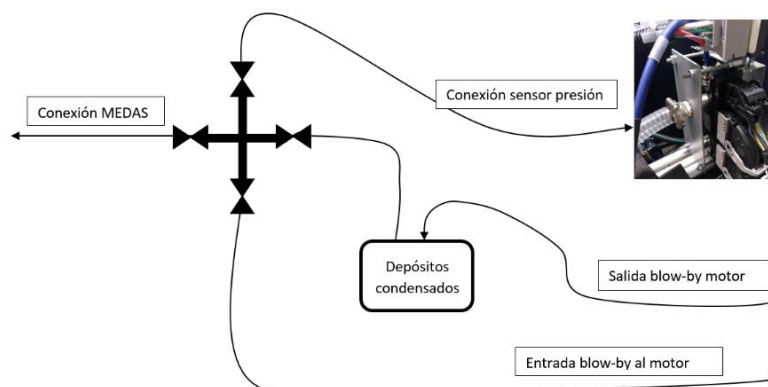 Conexión MEDAS
Conexión sensor presión
Depósitos
condensados
Salida blow-by motor
Entrada blow-by al motor